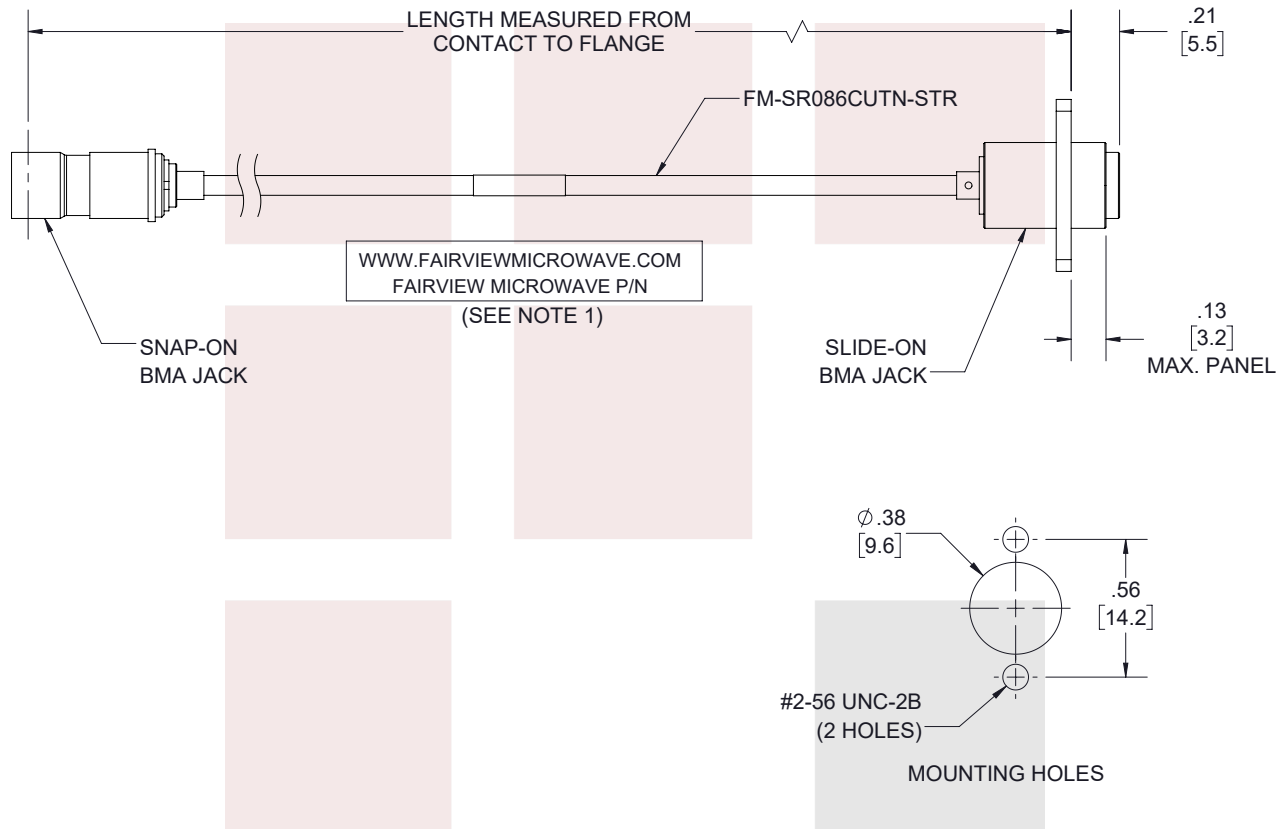 LENGTH MEASURED FROM
CONTACT TO FLANGE
.21
[5.5]
FM-SR086CUTN-STR
WWW.FAIRVIEWMICROWAVE.COM
FAIRVIEW MICROWAVE P/N
(SEE NOTE 1)
SNAP-ON
BMA JACK
SLIDE-ON
BMA JACK
.13
[3.2]
MAX. PANEL
Ø .38
[9.6]
.56
[14.2]
#2-56 UNC-2B
(2 HOLES)
MOUNTING HOLES